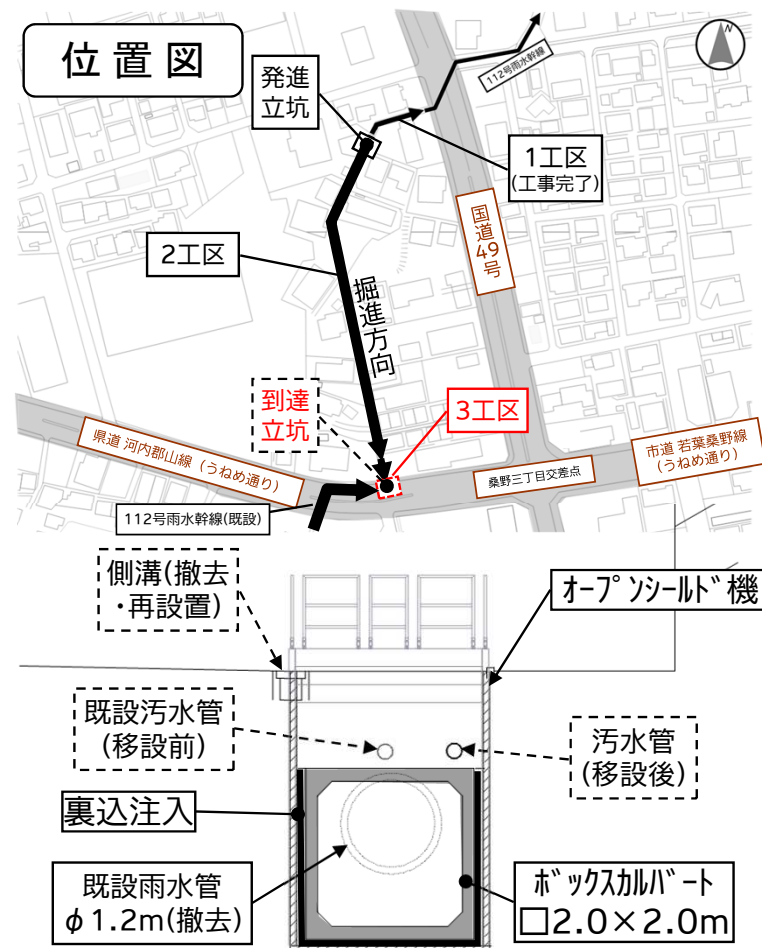 位置図
N
112号雨水幹線
発進
立坑
1工区
(工事完了)
国道49号
2工区
掘進方向
到達
立坑
3工区
県道 河内郡山線（うねめ通り）
桑野三丁目交差点
市道 若葉桑野線
（うねめ通り）
112号雨水幹線(既設)
側溝(撤去
・再設置)
ｵｰﾌﾟﾝｼｰﾙﾄﾞ機
既設汚水管
(移設前)
汚水管
(移設後)
裏込注入
既設雨水管
φ1.2m(撤去)
ﾎﾞｯｸｽｶﾙﾊﾞｰﾄ
□2.0×2.0m